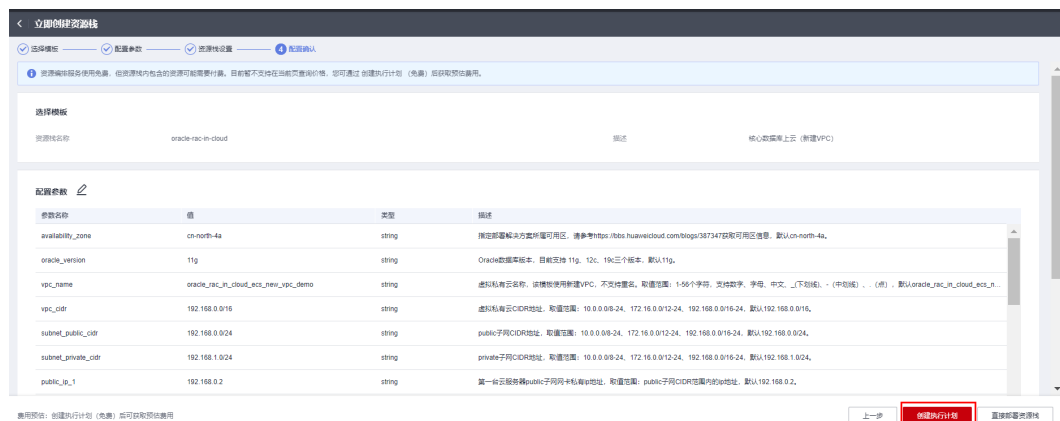 立即创建资源栈
选择模板 配置参数 资源栈设置 4 配置确认
资源编排服务使用免费，但资源栈内包含的资源可能需要付费。目前暂不支持在当前页查询价格，您可通过 创建执行计划 （免费）后获取预估费用。
选择模板
资源栈名称 oracle-rac-in-cloud 描述 核心数据库上云（新建VPC）
配置参数
参数名称 值 类型 描述
availability_zone cn-north-4a string 指定部署解决方案所属可用区，请参考https://bbs.huaweicloud.com/blogs/387347获取可用区信息，默认cn-north-4a。
oracle_version 11g string Oracle数据库版本，目前支持 11g、12c、19c三个版本，默认11g。
vpc_name oracle_rac_in_cloud_ecs_new_vpc_demo string 虚拟私有云名称，该模板使用新建VPC，不支持重名。取值范围：1-56个字符，支持数字、字母、中文、_(下划线)、-（中划线）、.（点），默认oracle_rac_in_cloud_ecs_n...
vpc_cidr 192.168.0.0/16 string 虚拟私有云CIDR地址，取值范围：10.0.0.0/8-24，172.16.0.0/12-24，192.168.0.0/16-24，默认192.168.0.0/16。
subnet_public_cidr 192.168.0.0/24 string public子网CIDR地址，取值范围：10.0.0.0/8-24，172.16.0.0/12-24，192.168.0.0/16-24，默认192.168.0.0/24。
subnet_private_cidr 192.168.1.0/24 string private子网CIDR地址，取值范围：10.0.0.0/8-24，172.16.0.0/12-24，192.168.0.0/16-24，默认192.168.1.0/24。
public_ip_1 192.168.0.2 string 第一台云服务器public子网网卡私有ip地址，取值范围：public子网CIDR范围内的ip地址，默认192.168.0.2。
费用预估：创建执行计划（免费）后可获取预估费用 上一步 创建执行计划 直接部署资源栈